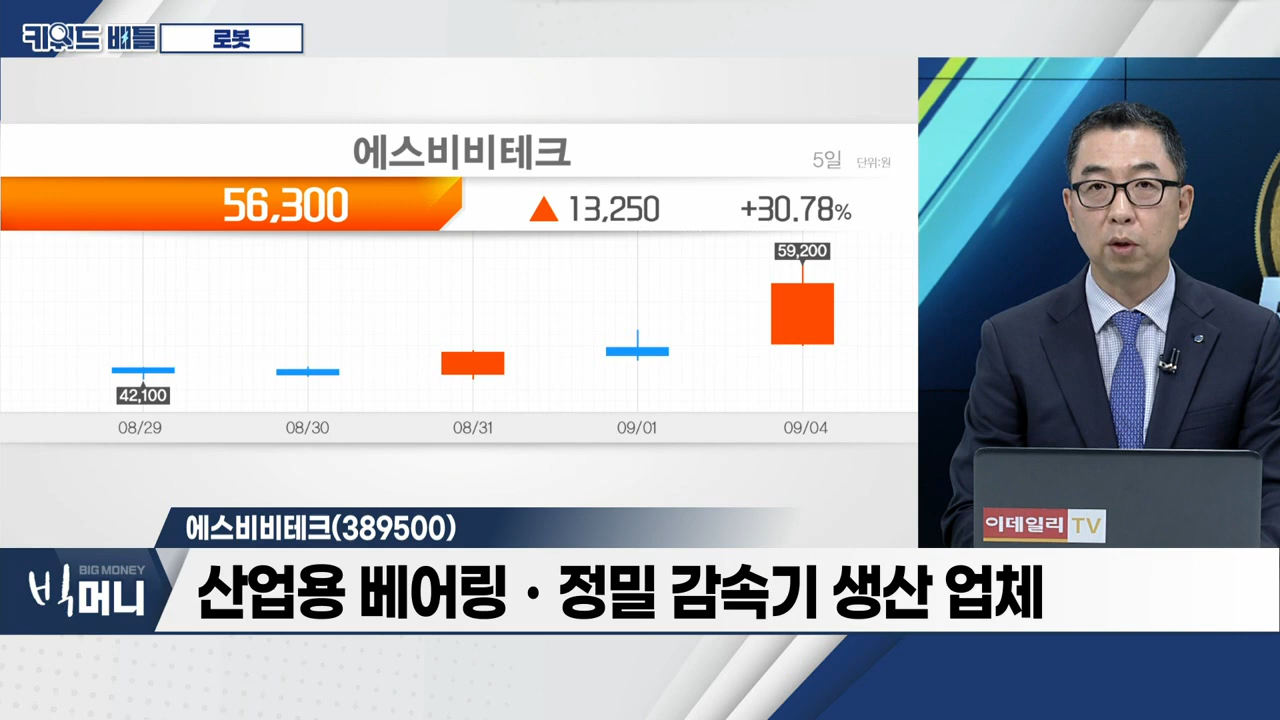 키워드 배틀
로봇
에스비비테크
5일 단위:원
56,300 ▲ 13,250 +30.78%
59,200
42,100
08/29 08/30 08/31 09/01 09/04
이데일리 TV
에스비비테크(389500)
BIG MONEY
빅머니
산업용 베어링 · 정밀 감속기 생산 업체